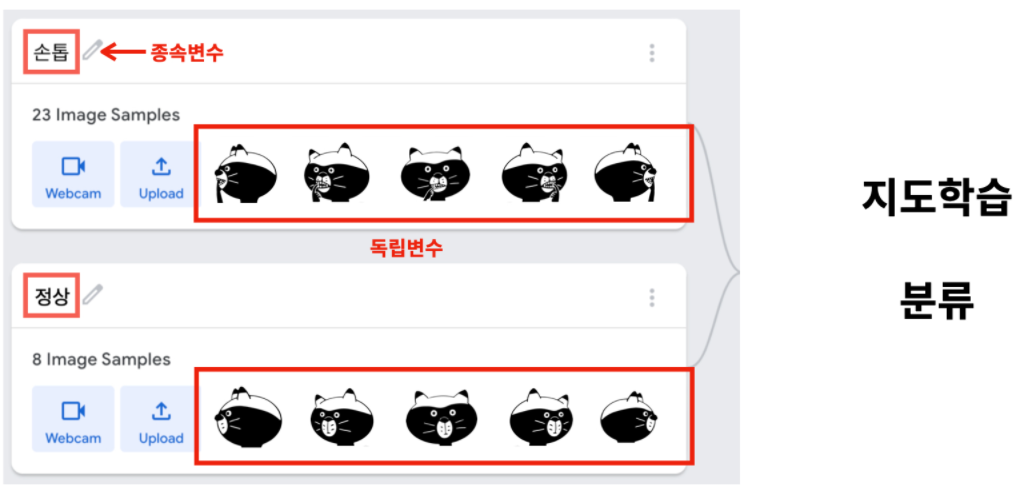 손톱
종속변수
23 Image Samples
Webcam
Upload
독립변수
정상
8 Image Samples
Webcam
Upload
지도학습
분류